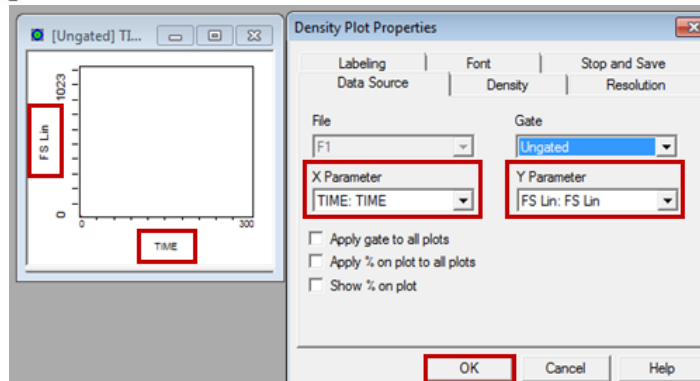 [Ungated] TI...
1023
FS Lin
0
0
300
TIME
Density Plot Properties
Labeling
Font
Stop and Save
Data Source
Density
Resolution
File
Gate
F1
Ungated
X Parameter
Y Parameter
TIME: TIME
FS Lin: FS Lin
Apply gate to all plots
Apply % on plot to all plots
Show % on plot
OK
Cancel
Help